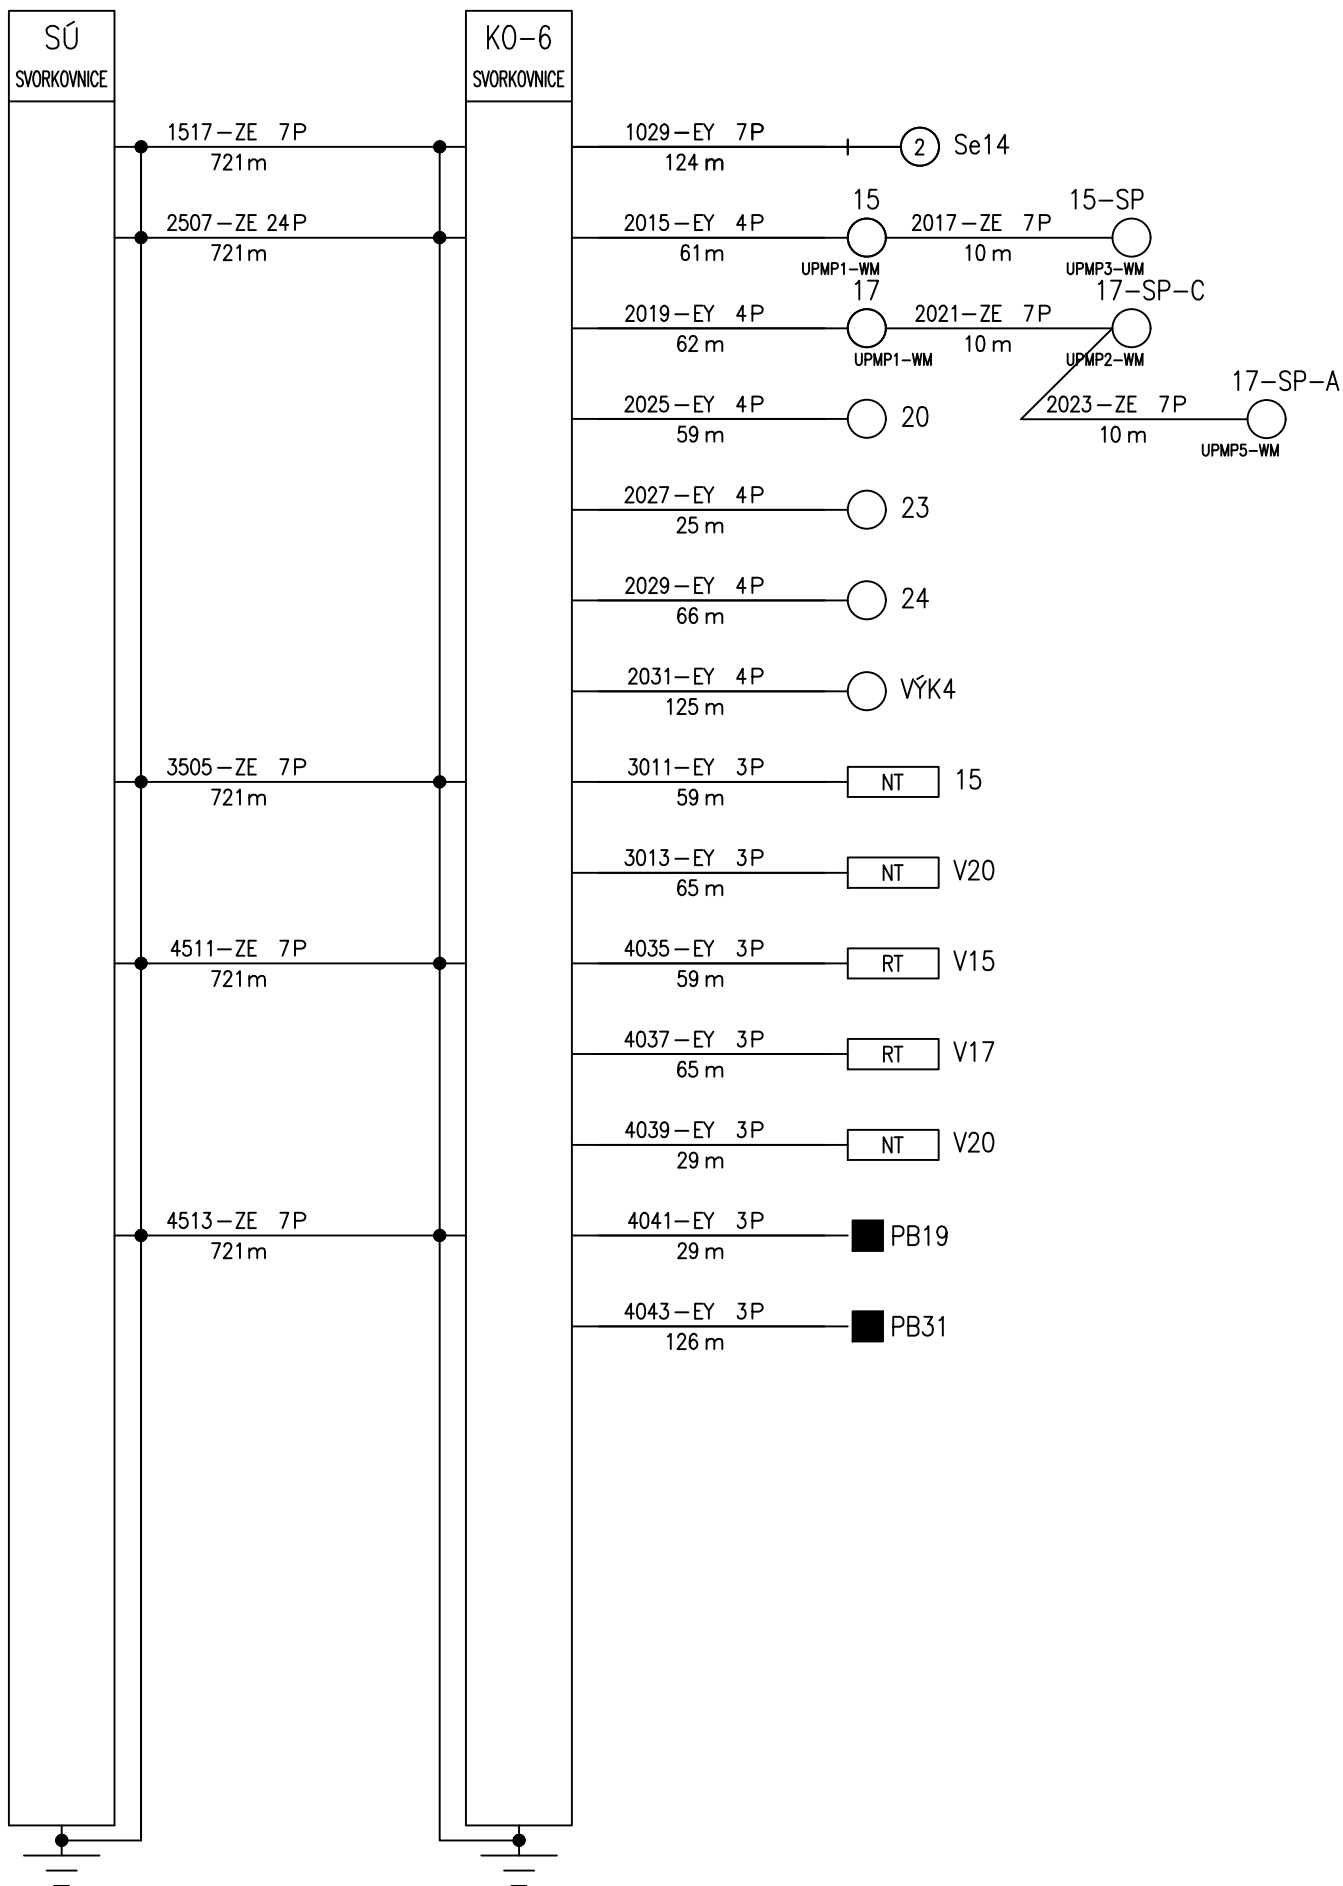 SÚ
SVORKOVNICE
KO-6
SVORKOVNICE
1517-ZE 7P
721m
1029-EY 7P
124 m
2
Se14
2507-ZE 24P
721m
2015-EY 4P
61m
15
UPMP1-WM
2017-ZE 7P
10 m
15-SP
UPMP3-WM
2019-EY 4P
62 m
17
UPMP1-WM
2021-ZE 7P
10 m
17-SP-C
UPMP2-WM
2023-ZE 7P
10 m
17-SP-A
UPMP5-WM
2025-EY 4P
59 m
20
2027-EY 4P
25 m
23
2029-EY 4P
66 m
24
2031-EY 4P
125 m
VÝK4
3505-ZE 7P
721m
3011-EY 3P
59 m
NT
15
3013-EY 3P
65 m
NT
V20
4511-ZE 7P
721m
4035-EY 3P
59 m
RT
V15
4037-EY 3P
65 m
RT
V17
4039-EY 3P
29 m
NT
V20
4513-ZE 7P
721m
4041-EY 3P
29 m
PB19
4043-EY 3P
126 m
PB31